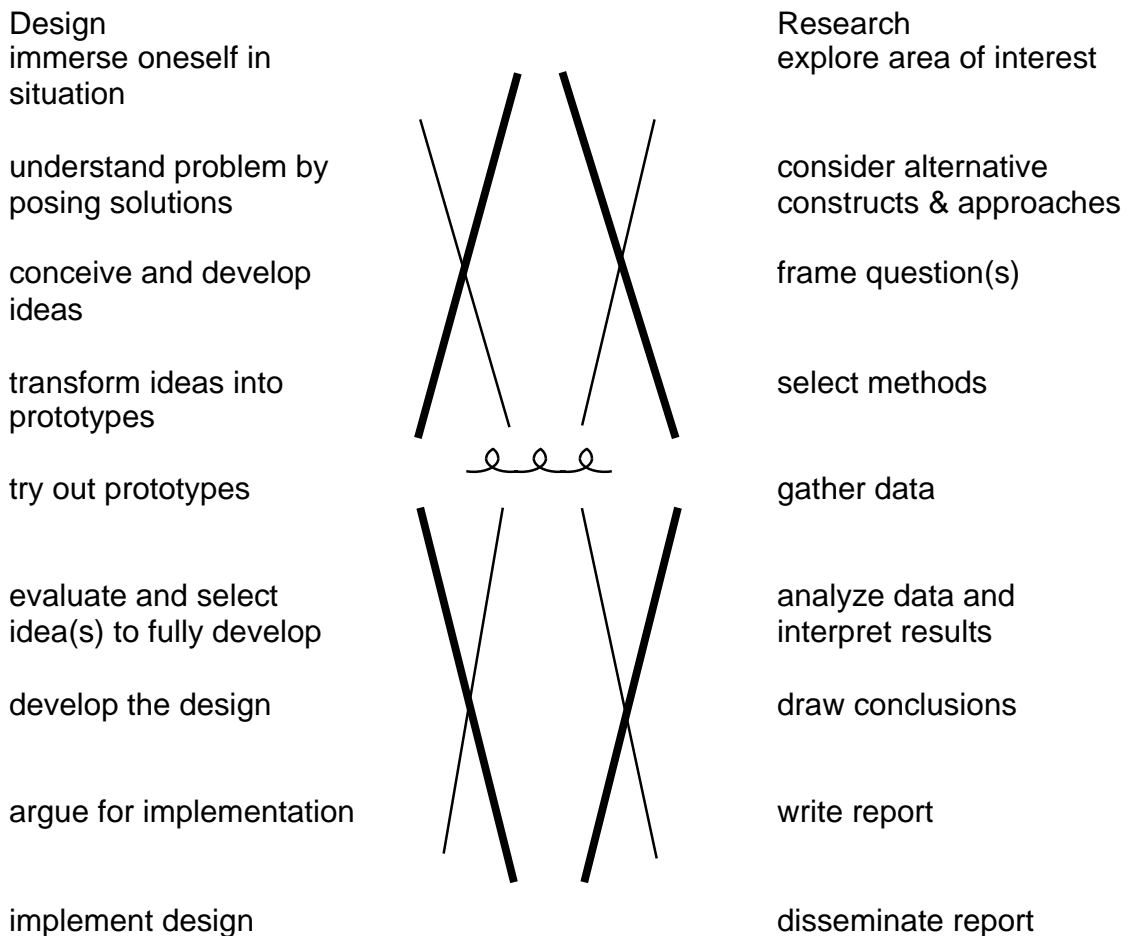 Design
immerse oneself in
situation
understand problem by
posing solutions
conceive and develop
ideas
transform ideas into
prototypes
try out prototypes
evaluate and select
idea(s) to fully develop
develop the design
argue for implementation
implement design
Research
explore area of interest
consider alternative
constructs & approaches
frame question(s)
select methods
gather data
analyze data and
interpret results
draw conclusions
write report
disseminate report